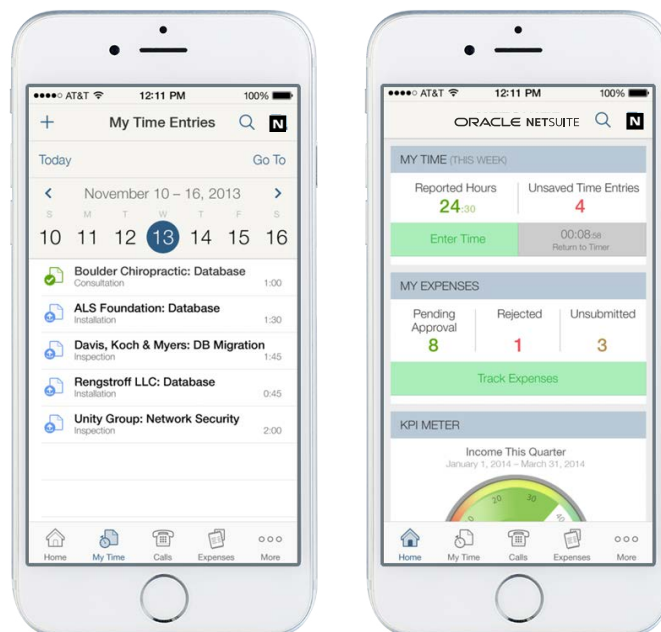 AT&T 12:11 PM 100%
My Time Entries N
Today Go To
November 10 – 16, 2013
S M T W T F S
10 11 12 13 14 15 16
Boulder Chiropractic: Database
Consultation 1:00
ALS Foundation: Database
Installation 1:30
Davis, Koch & Myers: DB Migration
Inspection 1:45
Rengstroff LLC: Database
Installation 0:45
Unity Group: Network Security
Inspection 2:00
Home My Time Calls Expenses More
AT&T 12:11 PM 100%
ORACLE NETSUITE N
MY TIME (THIS WEEK)
Reported Hours Unsaved Time Entries
24:30 4
Enter Time 00:08:58
Return to Timer
MY EXPENSES
Pending Approval Rejected Unsubmitted
8 1 3
Track Expenses
KPI METER
Income This Quarter
January 1, 2014 – March 31, 2014
10 20 30 40
Home My Time Calls Expenses More